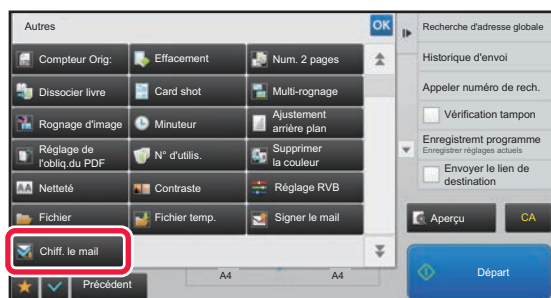 Autres
OK
Compteur Orig:
Effacement
Num. 2 pages
Dissocier livre
Card shot
Multi-rognage
Rognage d'image
Minuteur
Ajustement
arrière plan
Réglage de
l'obliq.du PDF
N° d'utilis.
Supprimer
la couleur
AA
Netteté
Contraste
Réglage RVB
Fichier
Fichier temp.
Signer le mail
Chiff. le mail
Précédent
A4
A4
Recherche d'adresse globale
Historique d'envoi
Appeler numéro de rech.
Vérification tampon
Enregistremt programme
Enregistrer réglages actuels
Envoyer le lien de
destination
Aperçu
CA
Départ